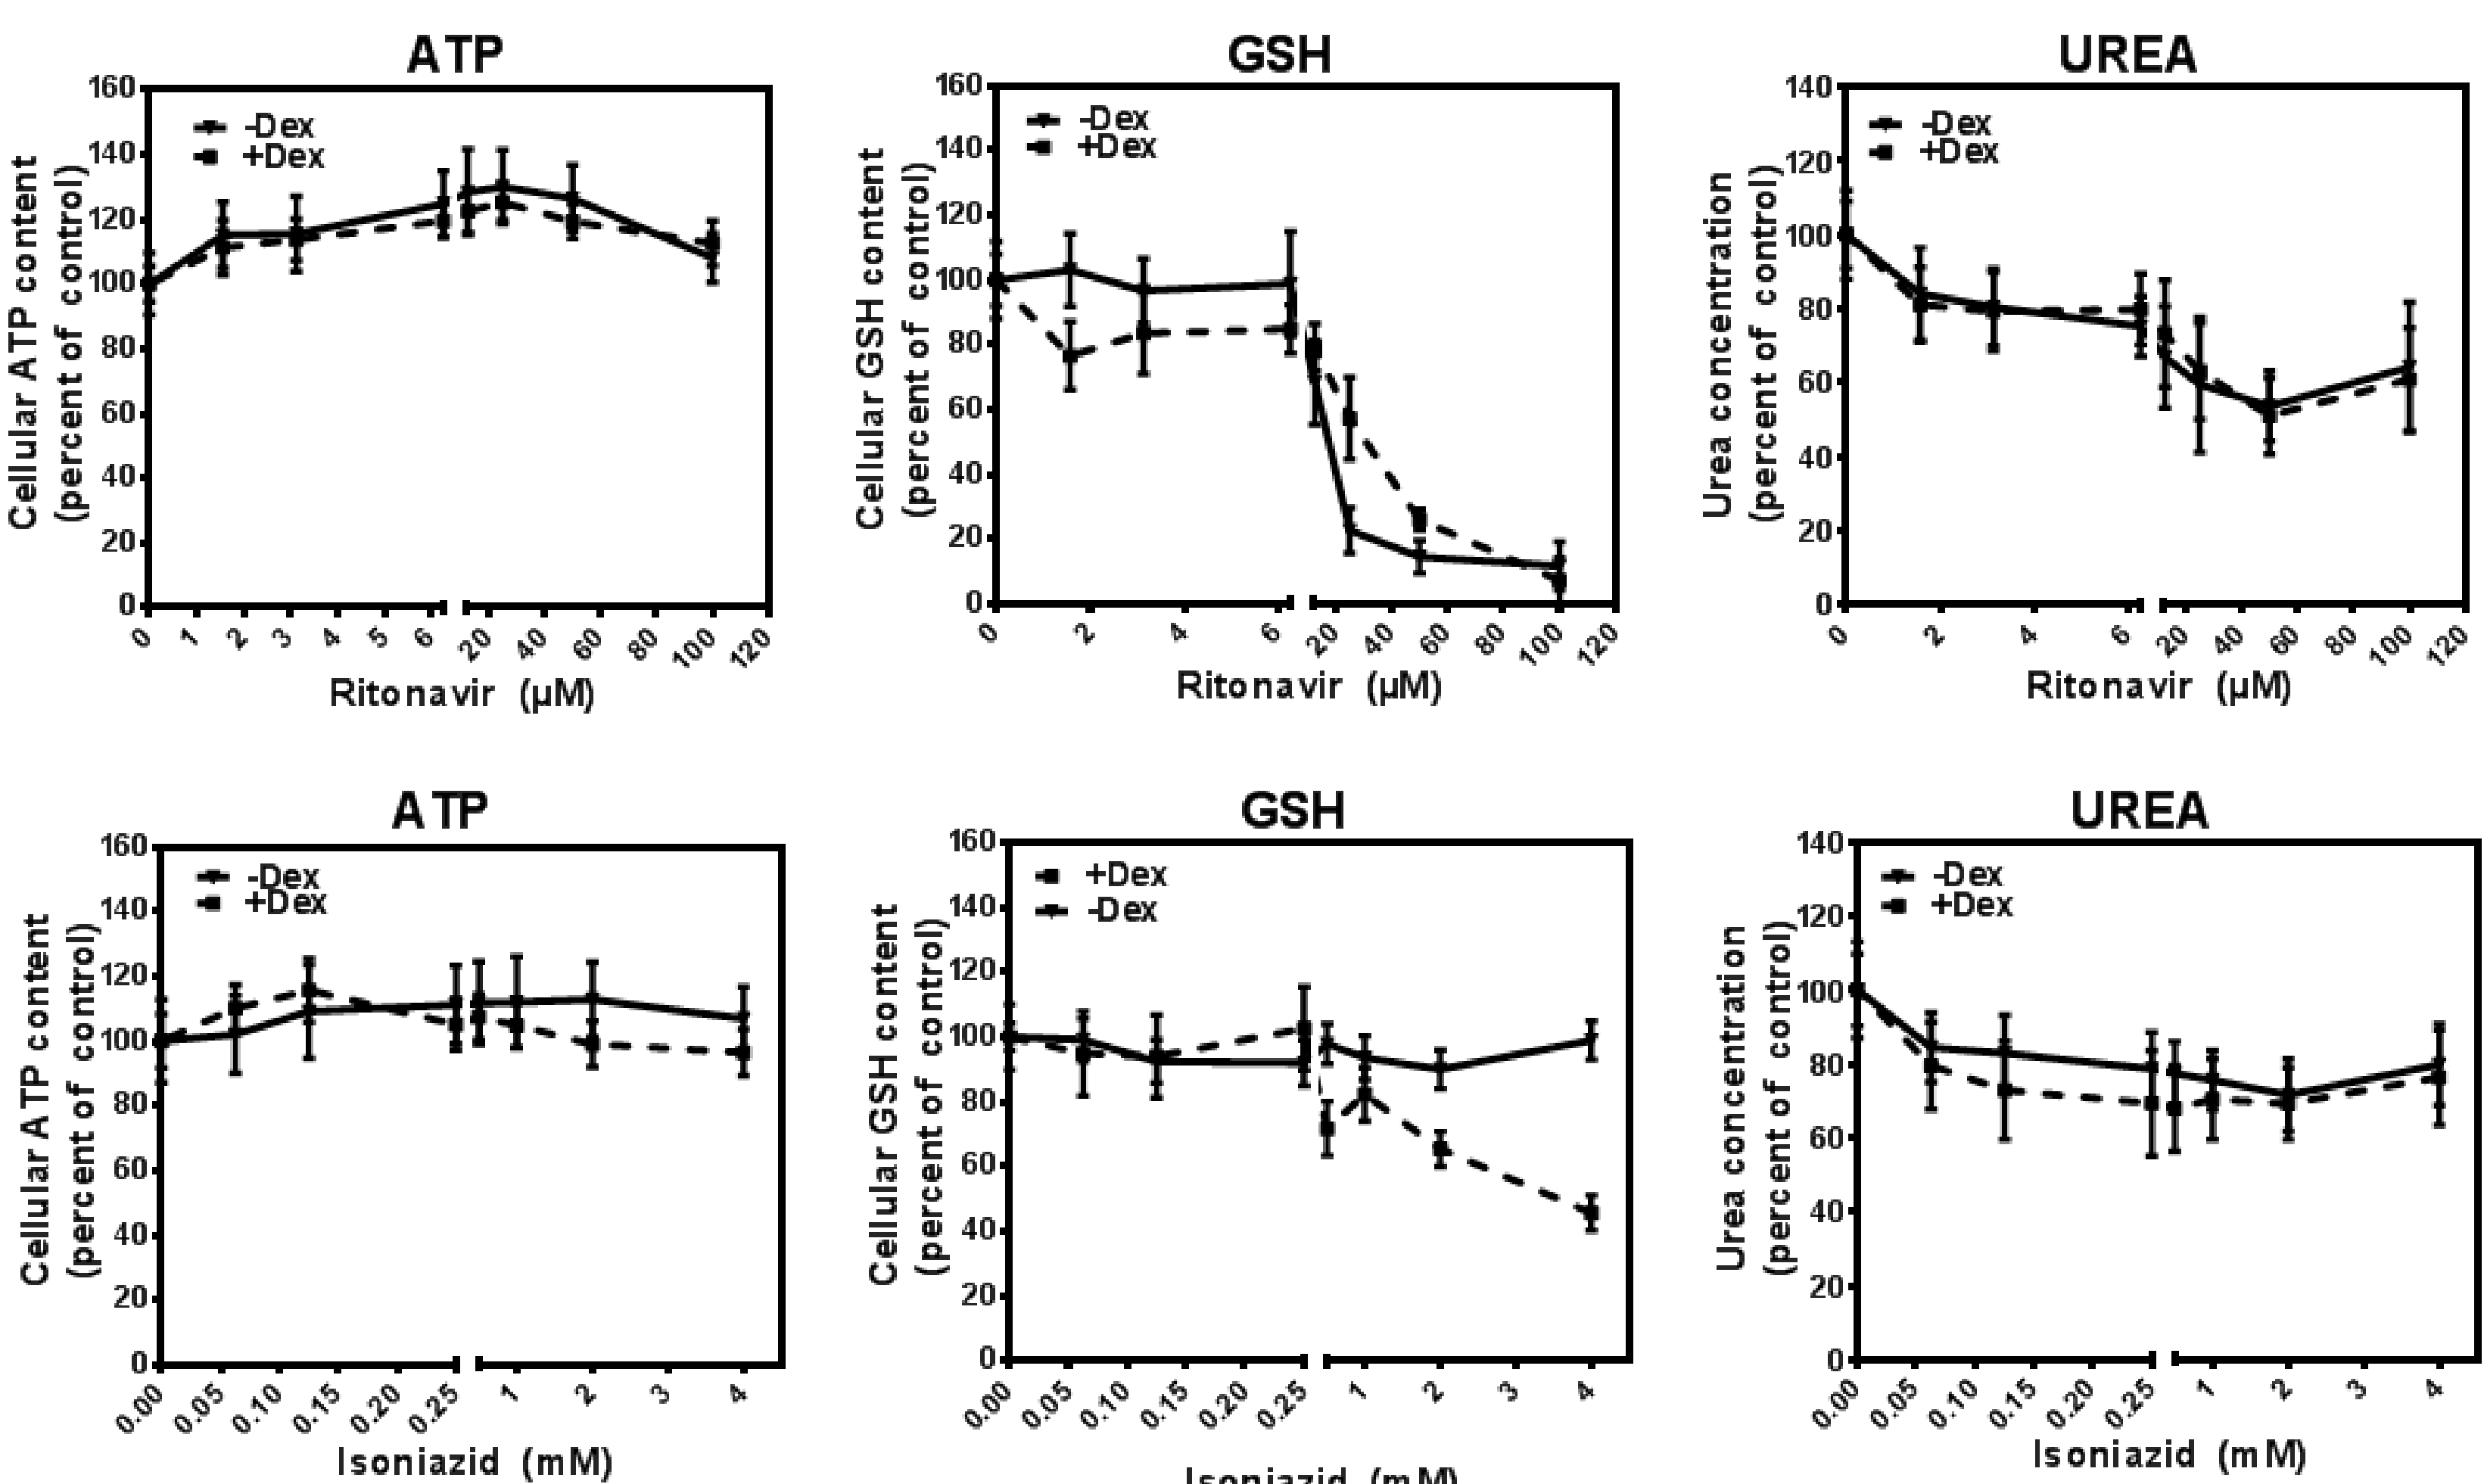 ATP
GSH
UREA
Cellular ATP content
(percent of control)
160
140
120
100
80
60
40
20
0
-Dex
+Dex
0 1 2 3 4 5 6 20 40 60 80 100 120
Ritonavir (µM)
Cellular GSH content
(percent of control)
160
140
120
100
80
60
40
20
0
-Dex
+Dex
0 2 4 6 20 40 60 80 100 120
Ritonavir (µM)
Urea concentration
(percent of control)
140
120
100
80
60
40
20
0
-Dex
+Dex
0 2 4 6 20 40 60 80 100 120
Ritonavir (µM)
ATP
GSH
UREA
Cellular ATP content
(percent of control)
160
140
120
100
80
60
40
20
0
-Dex
+Dex
0.00 0.05 0.10 0.15 0.20 0.25 1 2 3 4
Isoniazid (mM)
Cellular GSH content
(percent of control)
160
140
120
100
80
60
40
20
0
+Dex
-Dex
0.00 0.05 0.10 0.15 0.20 0.25 1 2 3 4
Isoniazid (mM)
Urea concentration
(percent of control)
140
120
100
80
60
40
20
0
-Dex
+Dex
0.00 0.05 0.10 0.15 0.20 0.25 1 2 3 4
Isoniazid (mM)